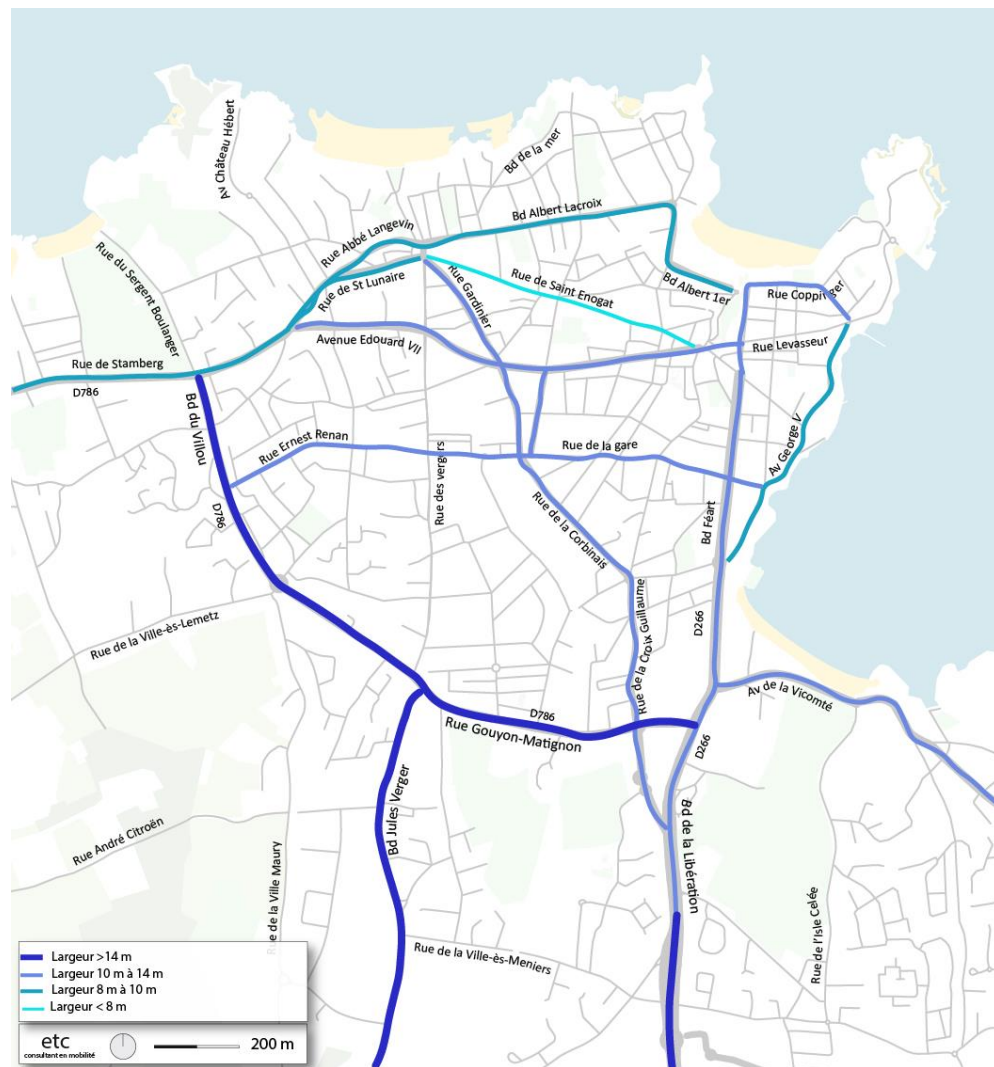 Av Château Hébert
Bd de la mer
Bd Albert Lacroix
Rue Abbé Langevin
Rue du Sergent Boulanger
Rue de St Lunaire
Rue Gardinier
Rue de Saint Enogat
Bd Albert 1er
Rue Coppinger
Avenue Edouard VII
Rue Levasseur
Rue de Stamberg
D786
Bd du Villou
Rue Ernest Renan
Rue des vergers
Rue de la gare
Av George V
D786
Rue de la Corbinais
Bd Féart
Rue de la Croix Guillaume
D266
Rue de la Ville-ès-Lemetz
Av de la Vicomté
D786
Rue Gouyon-Matignon
D266
Bd Jules Verger
Bd de la Libération
Rue André Citroën
Rue de la Ville Maury
Rue de la Ville-ès-Meniers
Rue de l'Isle Celée
Largeur >14 m
Largeur 10 m à 14 m
Largeur 8 m à 10 m
Largeur < 8 m
etc
consultant en mobilité
200 m